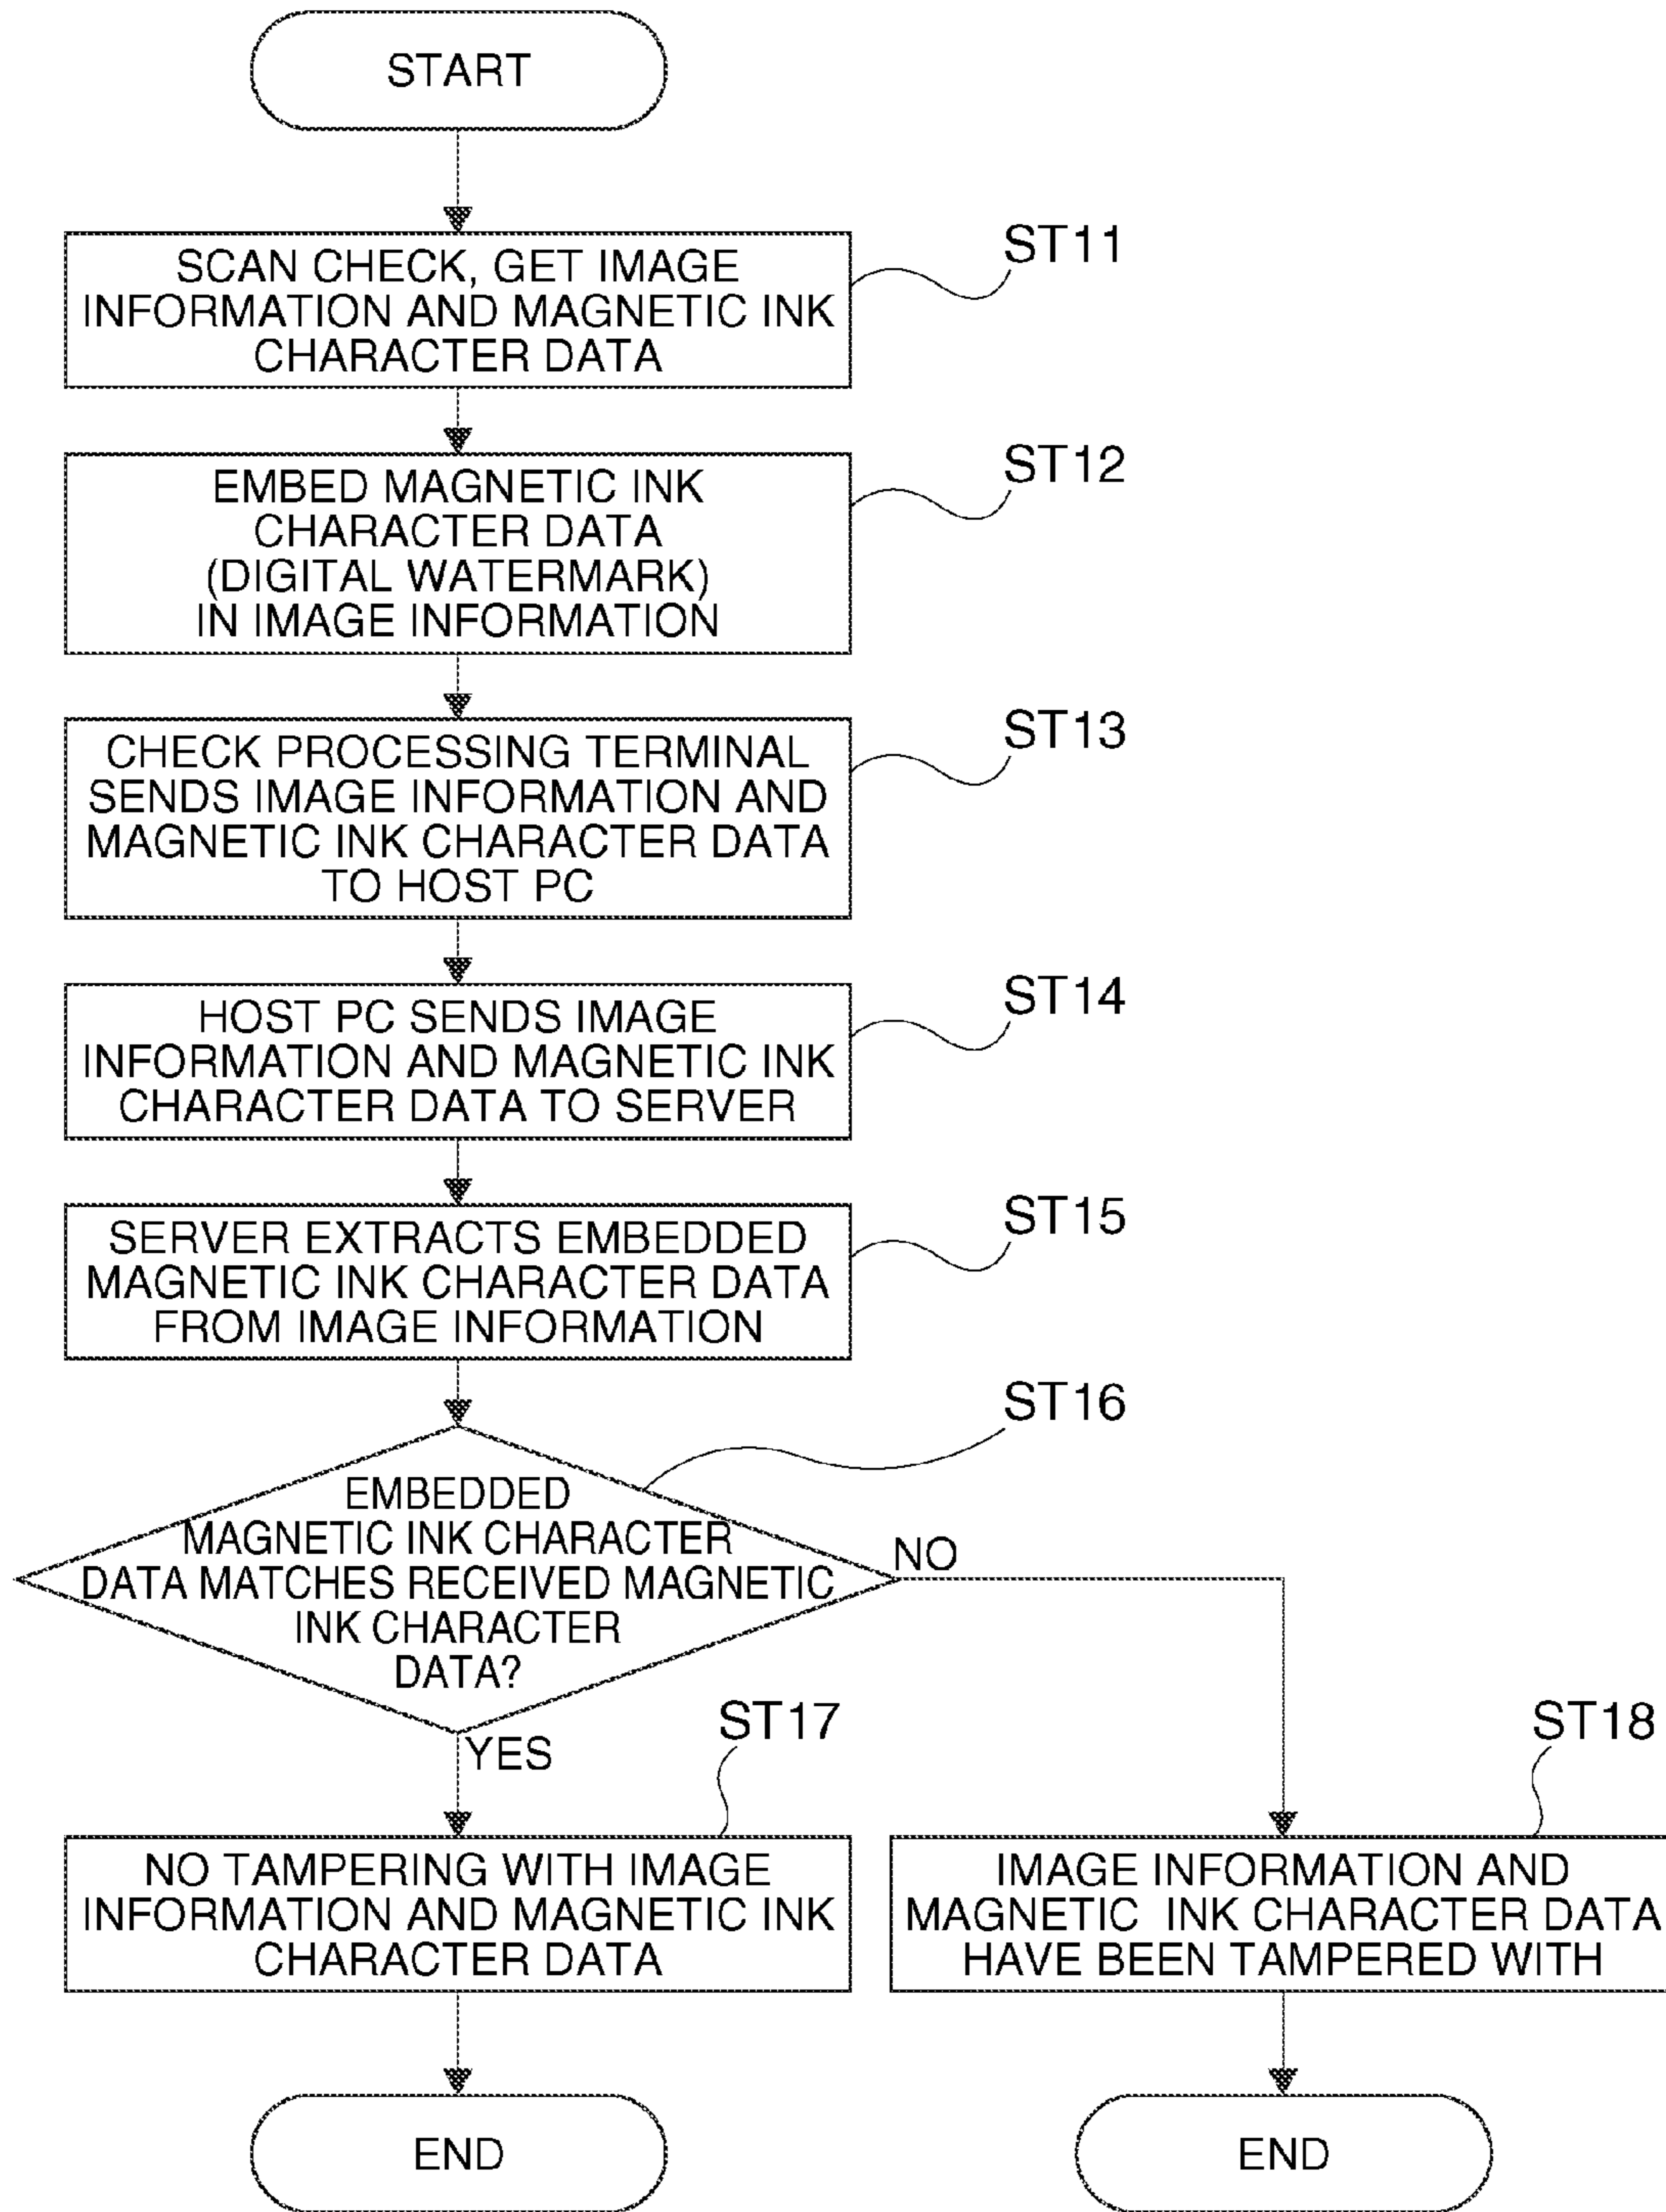 START
SCAN CHECK, GET IMAGE
INFORMATION AND MAGNETIC INK
CHARACTER DATA
ST11
EMBED MAGNETIC INK
CHARACTER DATA
(DIGITAL WATERMARK)
IN IMAGE INFORMATION
ST12
CHECK PROCESSING TERMINAL
SENDS IMAGE INFORMATION AND
MAGNETIC INK CHARACTER DATA
TO HOST PC
ST13
HOST PC SENDS IMAGE
INFORMATION AND MAGNETIC INK
CHARACTER DATA TO SERVER
ST14
SERVER EXTRACTS EMBEDDED
MAGNETIC INK CHARACTER DATA
FROM IMAGE INFORMATION
ST15
EMBEDDED
MAGNETIC INK CHARACTER
DATA MATCHES RECEIVED MAGNETIC
INK CHARACTER
DATA?
ST16
NO
YES
ST17
NO TAMPERING WITH IMAGE
INFORMATION AND MAGNETIC INK
CHARACTER DATA
ST18
IMAGE INFORMATION AND
MAGNETIC INK CHARACTER DATA
HAVE BEEN TAMPERED WITH
END
END